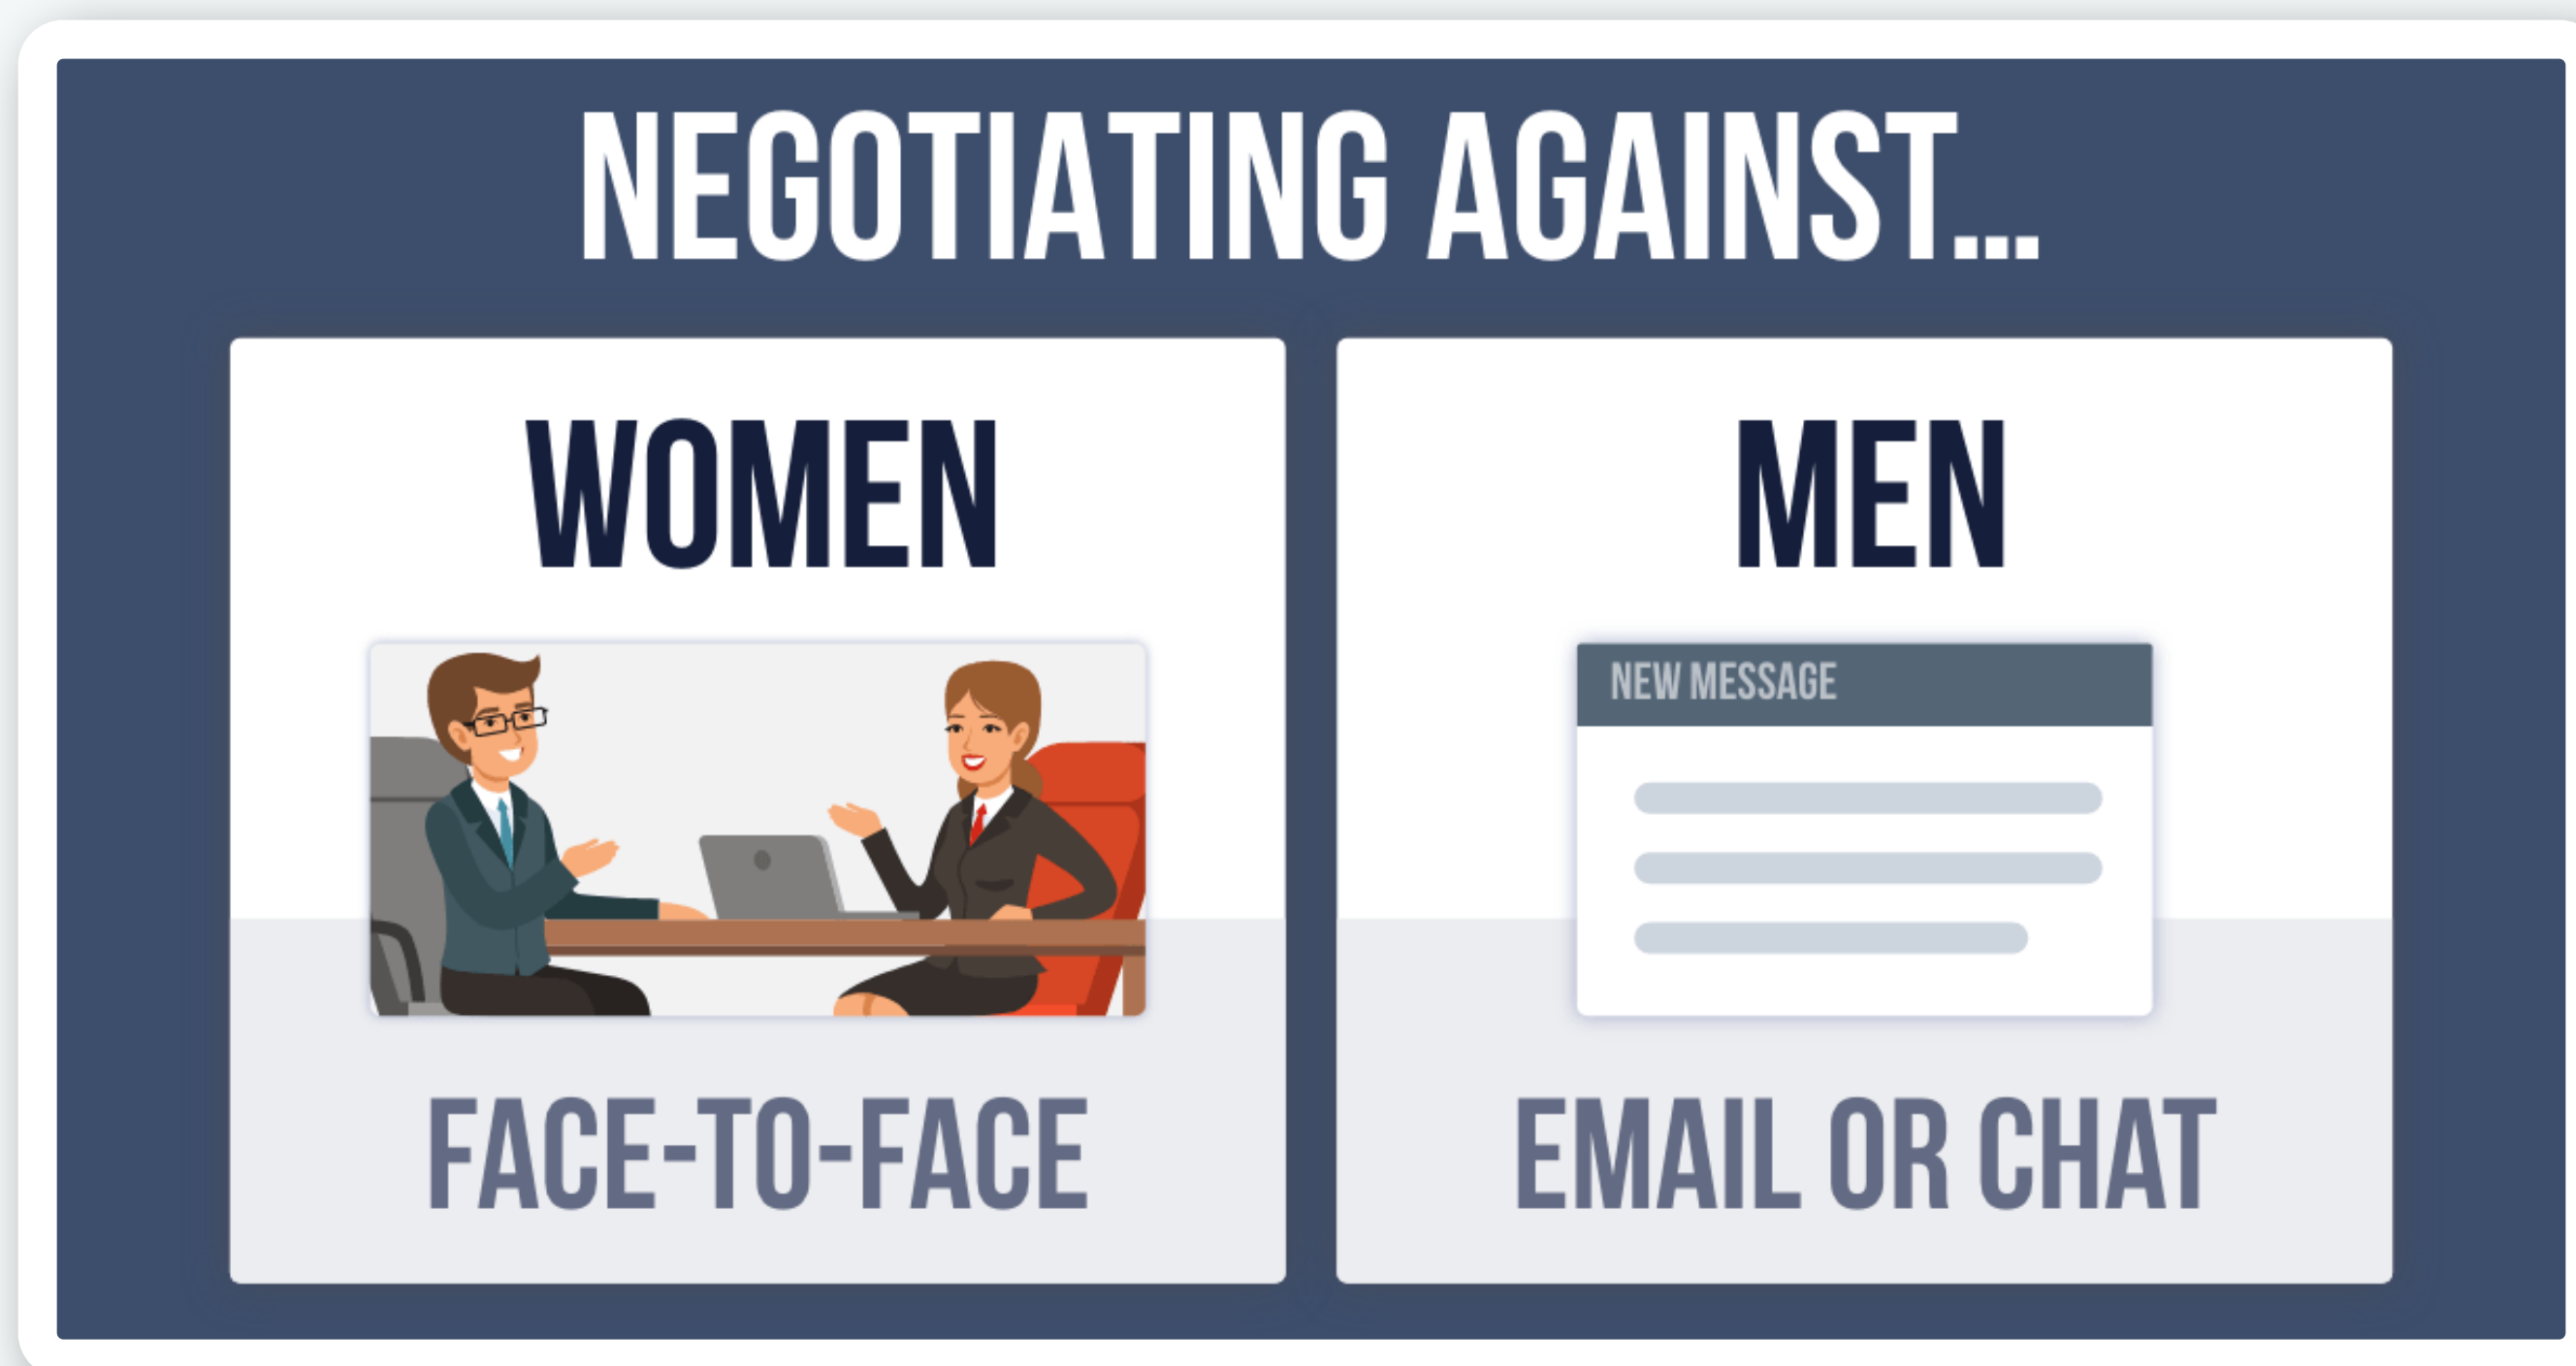 NEGOTIATING AGAINST...
WOMEN
MEN
NEW MESSAGE
FACE-TO-FACE
EMAIL OR CHAT